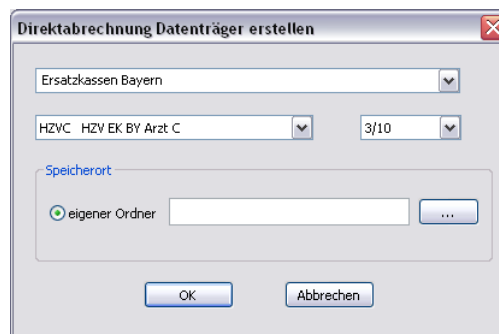 Direktabrechnung Datenträger erstellen
Ersatzkassen Bayern
HZVC HZV EK BY Arzt C 3/10
Speicherort
eigener Ordner ...
OK Abbrechen